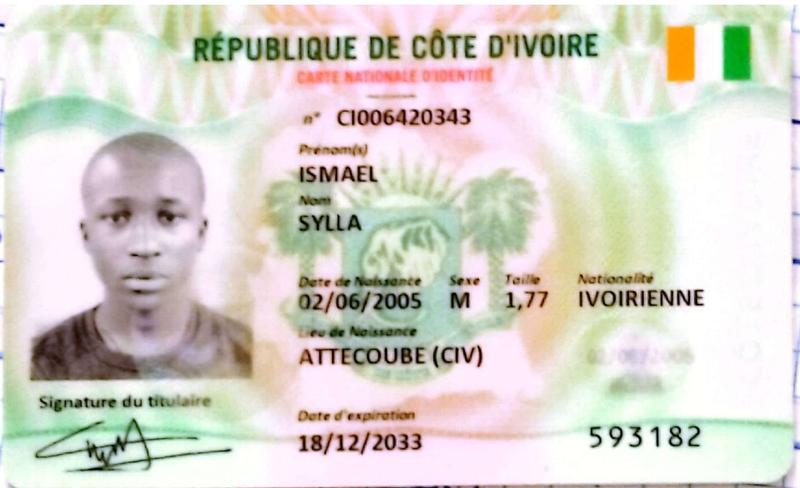 RÉPUBLIQUE DE CÔTE D'IVOIRE
CARTE NATIONALE D'IDENTITÉ
n° CI006420343
Prénom(s)
ISMAEL
Nom
SYLLA
Date de Naissance Sexe Taille Nationalité
02/06/2005 M 1,77 IVOIRIENNE
Lieu de Naissance
ATTECOUBE (CIV)
Signature du titulaire
Date d'expiration
18/12/2033
593182